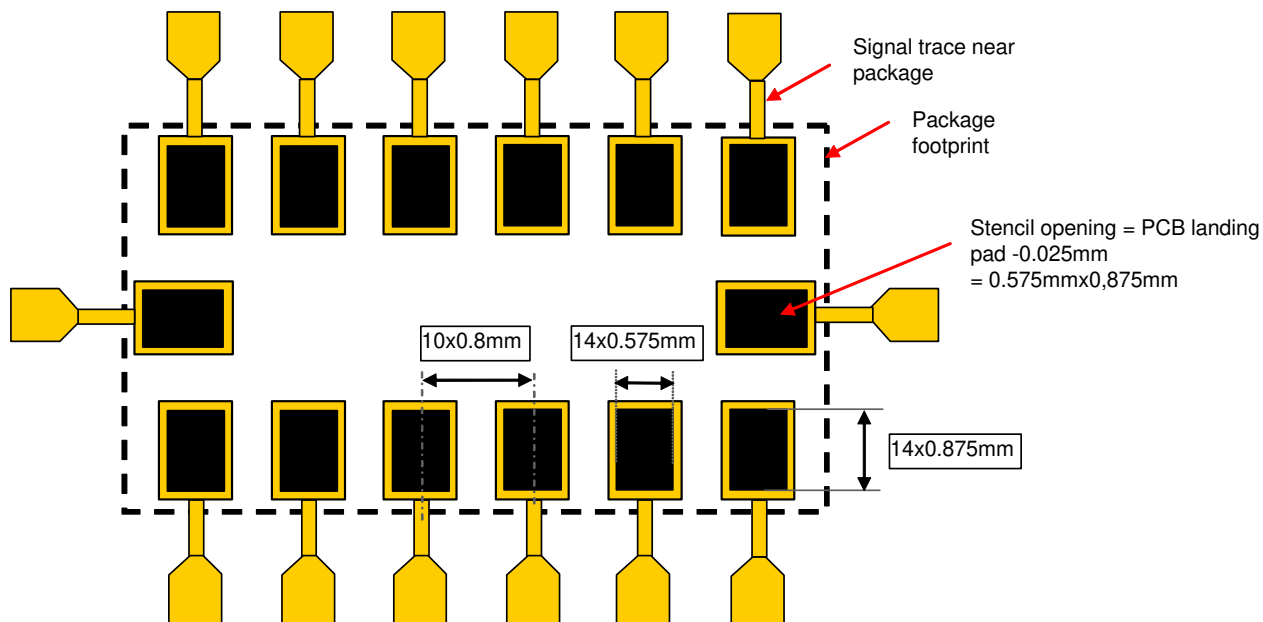 Signal trace near
package
Package
footprint
Stencil opening = PCB landing
pad -0.025mm
= 0.575mmx0,875mm
10x0.8mm
14x0.575mm
14x0.875mm